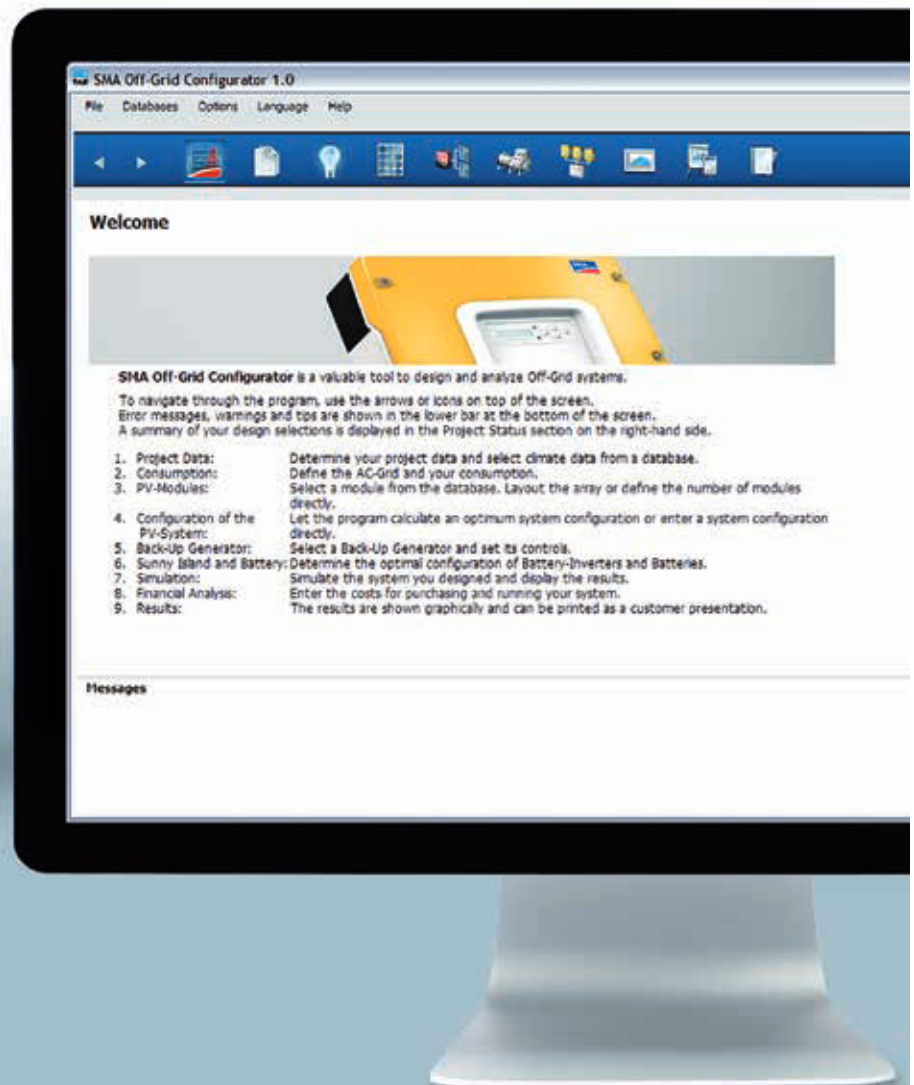 SMA Off-Grid Configurator 1.0
File Databases Options Language Help
Welcome
SMA Off-Grid Configurator is a valuable tool to design and analyze Off-Grid systems.
To navigate through the program, use the arrows or icons on top of the screen.
Error messages, warnings and tips are shown in the lower bar at the bottom of the screen.
A summary of your design selections is displayed in the Project Status section on the right-hand side.
1. Project Data: Determine your project data and select climate data from a database.
2. Consumption: Define the AC-Grid and your consumption.
3. PV-Modules: Select a module from the database. Layout the array or define the number of modules
directly.
4. Configuration of the Let the program calculate an optimum system configuration or enter a system configuration
PV-System: directly.
5. Back-Up Generator: Select a Back-Up Generator and set its controls.
6. Sunny Island and Battery: Determine the optimal configuration of Battery-Inverters and Batteries.
7. Simulation: Simulate the system you designed and display the results.
8. Financial Analysis: Enter the costs for purchasing and running your system.
9. Results: The results are shown graphically and can be printed as a customer presentation.
Messages